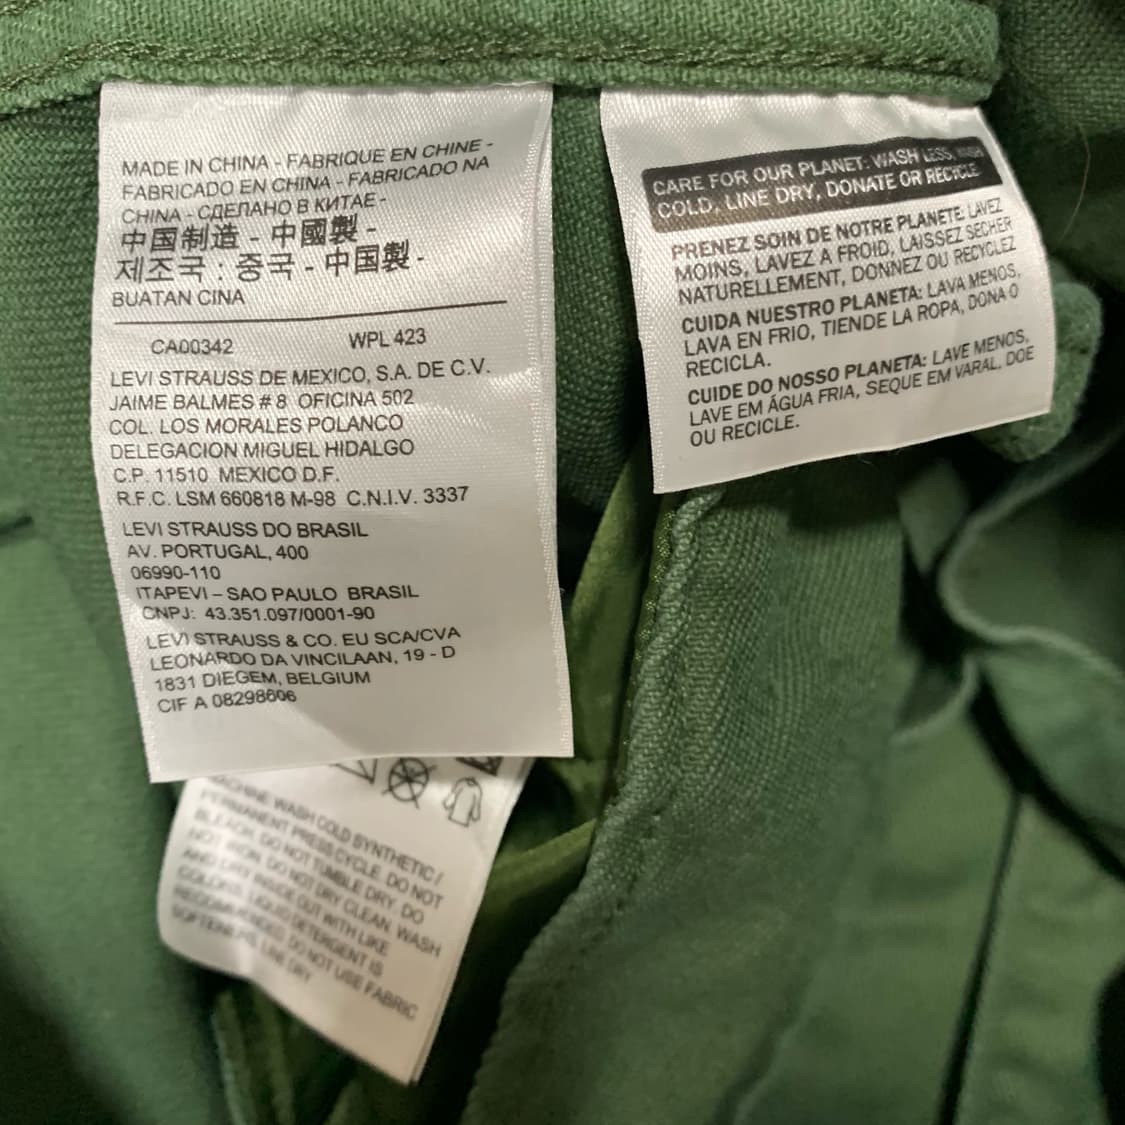 MADE IN CHINA - FABRIQUE EN CHINE -
FABRICADO EN CHINA - FABRICADO NA
CHINA - СДЕЛАНО В КИТАЕ -
中国制造 - 中國製 -
제조국 : 중국 - 中国製 -
BUATAN CINA
CA00342 WPL 423
LEVI STRAUSS DE MEXICO, S.A. DE C.V.
JAIME BALMES # 8 OFICINA 502
COL. LOS MORALES POLANCO
DELEGACION MIGUEL HIDALGO
C.P. 11510 MEXICO D.F.
R.F.C. LSM 660818 M-98 C.N.I.V. 3337
LEVI STRAUSS DO BRASIL
AV. PORTUGAL, 400
06990-110
ITAPEVI – SAO PAULO BRASIL
CNPJ: 43.351.097/0001-90
LEVI STRAUSS & CO. EU SCA/CVA
LEONARDO DA VINCILAAN, 19 - D
1831 DIEGEM, BELGIUM
CIF A 08298606
CARE FOR OUR PLANET: WASH LESS, WASH
COLD, LINE DRY, DONATE OR RECYCLE
PRENEZ SOIN DE NOTRE PLANETE: LAVEZ
MOINS, LAVEZ A FROID, LAISSEZ SECHER
NATURELLEMENT, DONNEZ OU RECYCLEZ
CUIDA NUESTRO PLANETA: LAVA MENOS,
LAVA EN FRIO, TIENDE LA ROPA, DONA O
RECICLA.
CUIDE DO NOSSO PLANETA: LAVE MENOS,
LAVE EM ÁGUA FRIA, SEQUE EM VARAL, DOE
OU RECICLE.
MACHINE WASH COLD SYNTHETIC /
PERMANENT PRESS CYCLE. DO NOT
BLEACH. DO NOT TUMBLE DRY. DO
NOT IRON. DO NOT DRY CLEAN. WASH
AND DRY INSIDE OUT WITH LIKE
COLORS. LIQUID DETERGENT IS
RECOMMENDED. DO NOT USE FABRIC
SOFTENERS. LINE DRY